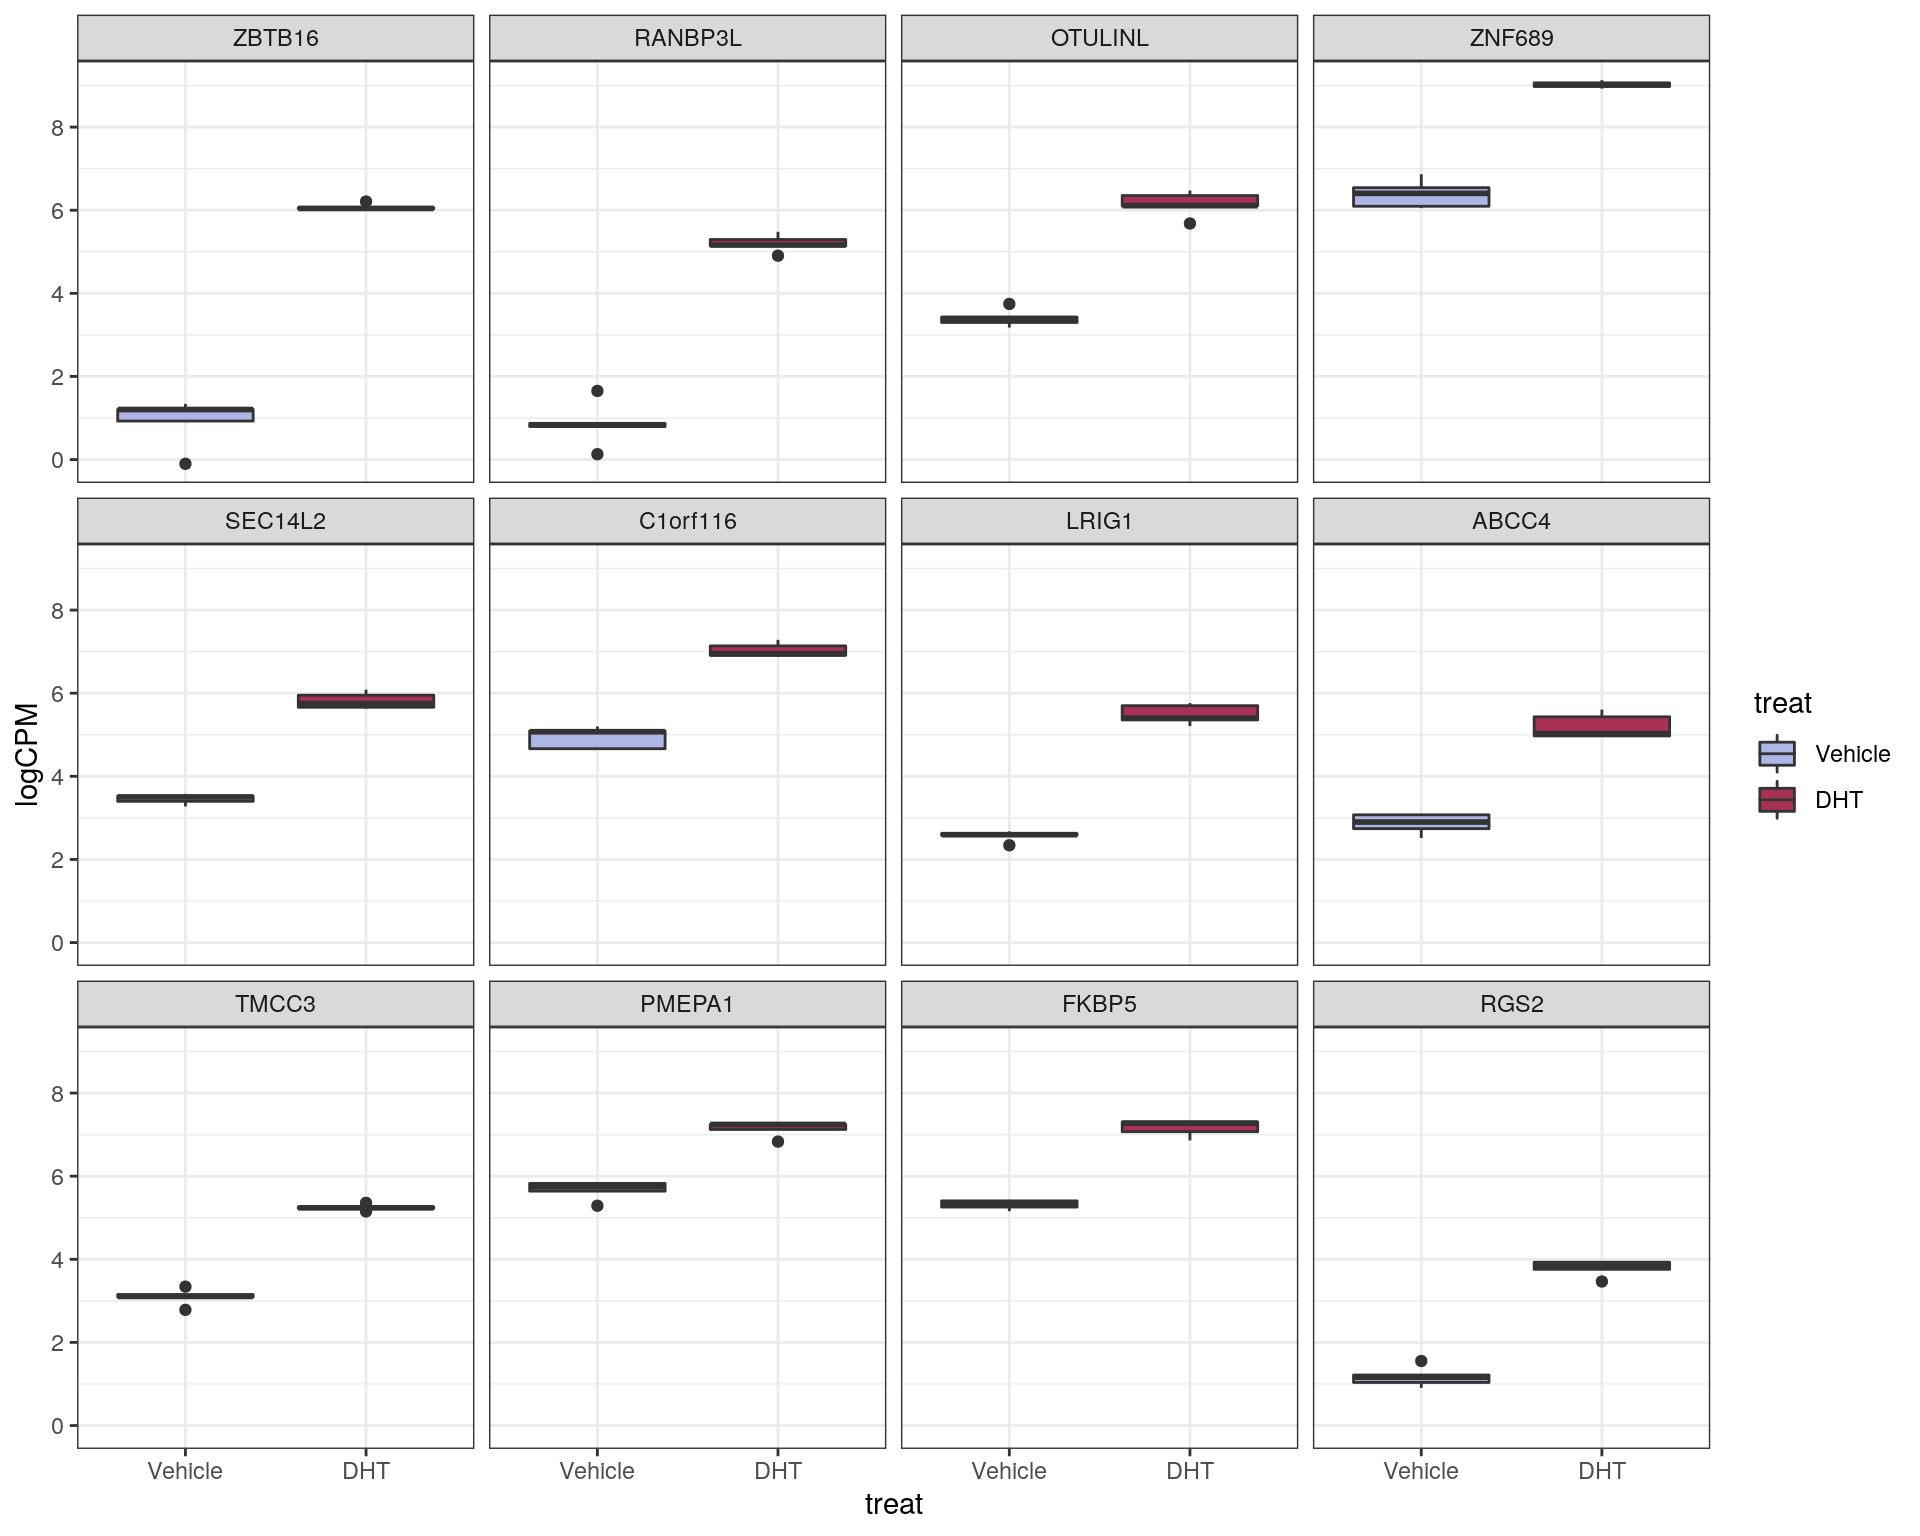 ZBTB16 RANBP3L OTULINL ZNF689
8
6
4
2
0
SEC14L2 C1orf116 LRIG1 ABCC4
8
6
4
2
0
logCPM
treat
Vehicle
DHT
TMCC3 PMEPA1 FKBP5 RGS2
8
6
4
2
0
Vehicle DHT Vehicle DHT Vehicle DHT Vehicle DHT
treat